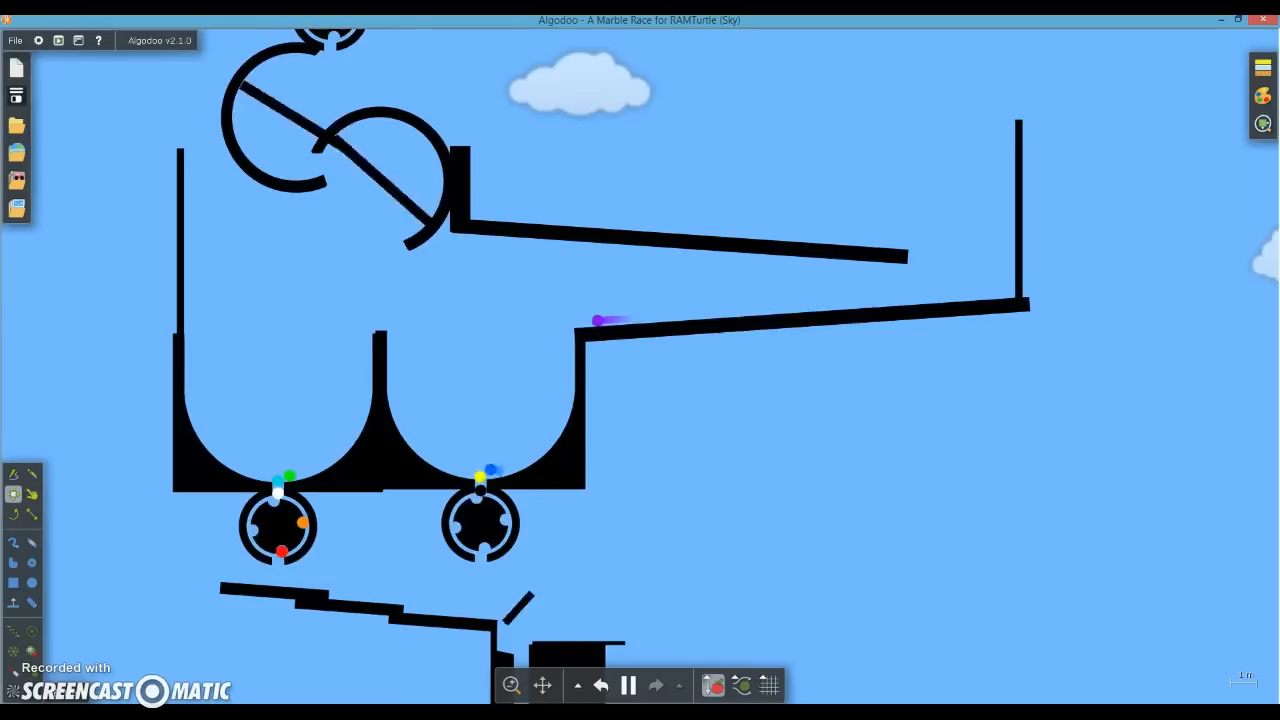 Algodoo - A Marble Race for RAMTurtle (Sky)
File ? Algodoo v2.1.0
Recorded with
SCREENCAST MATIC